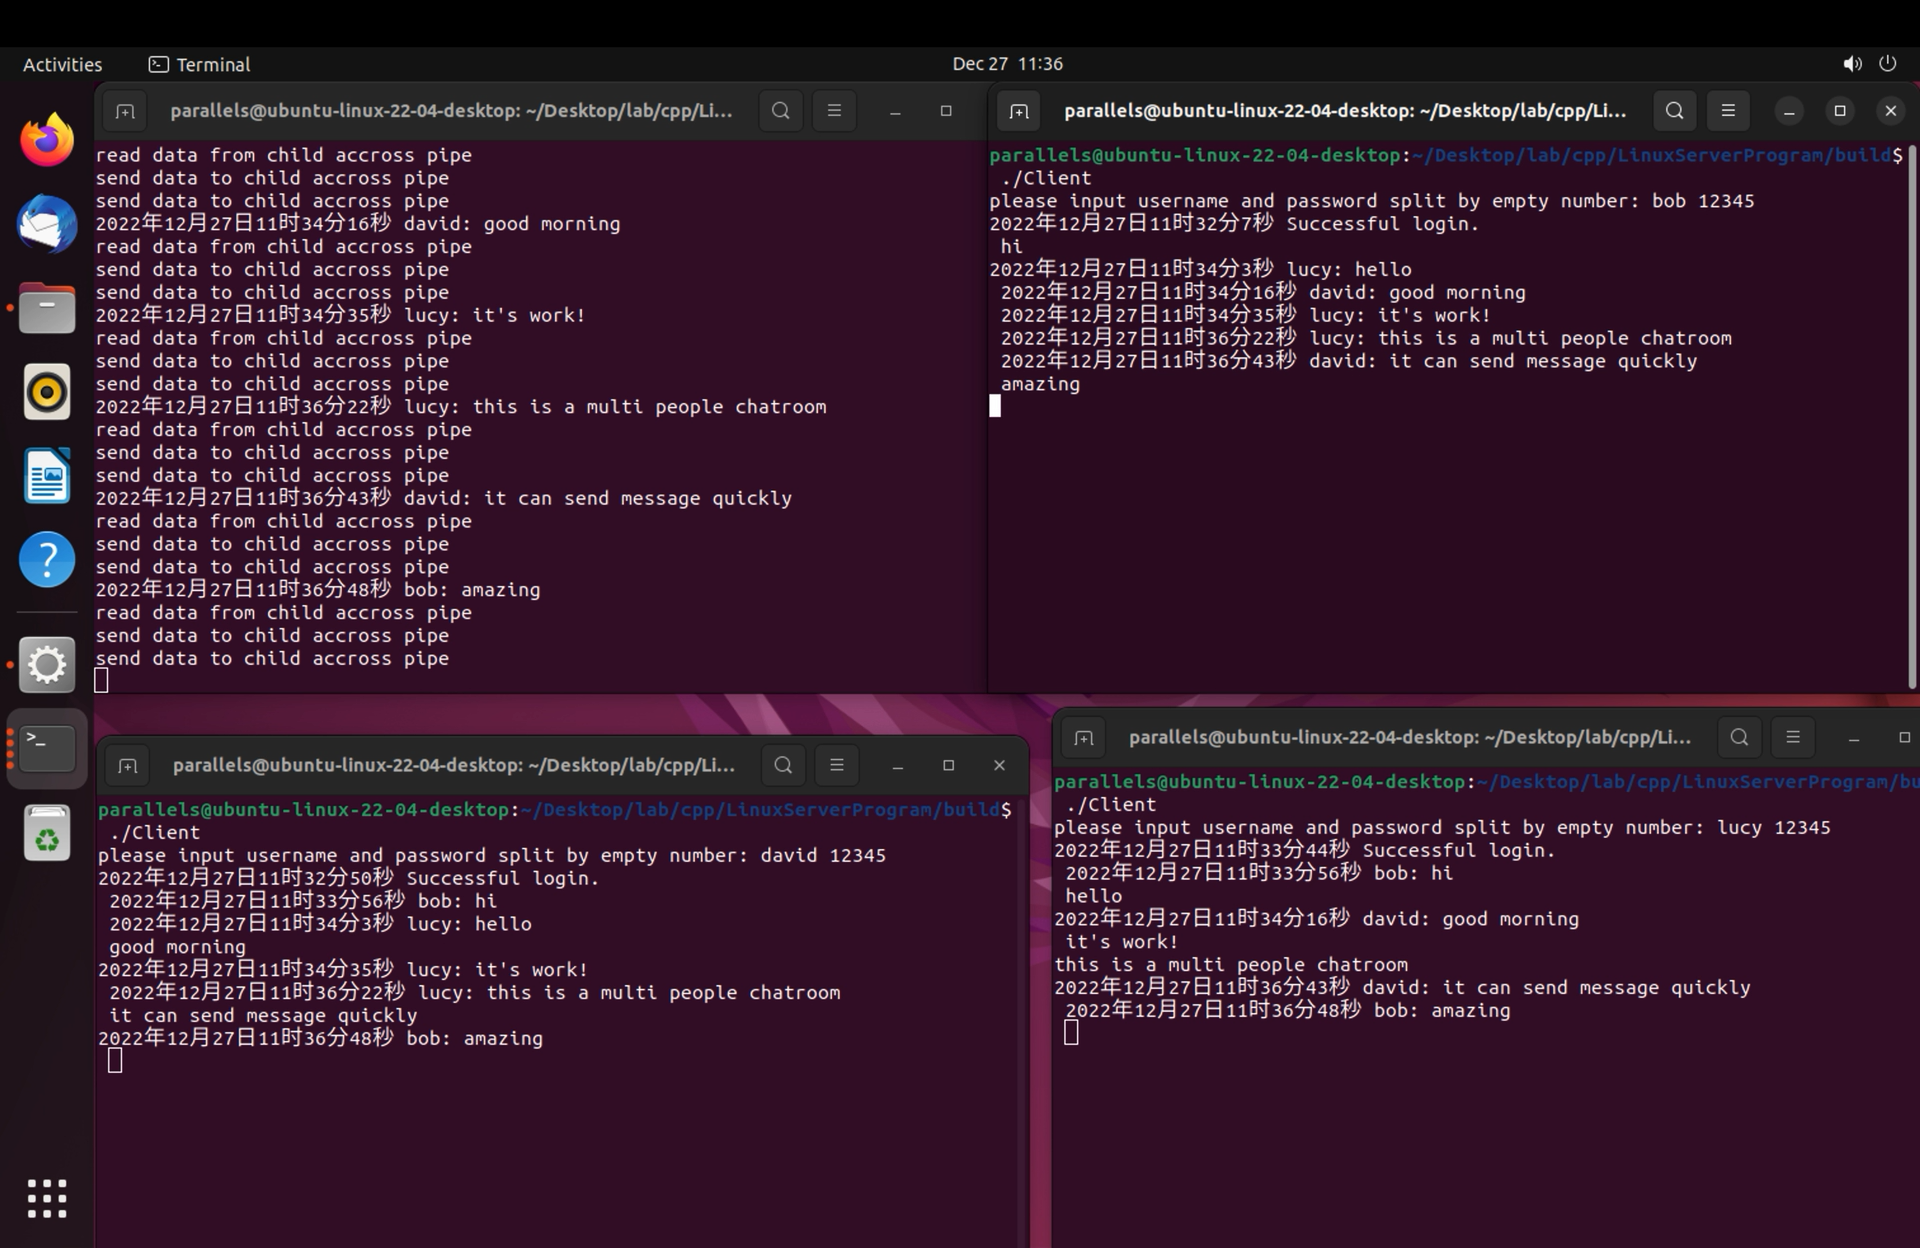 Activities Terminal Dec 27 11:36
parallels@ubuntu-linux-22-04-desktop: ~/Desktop/lab/cpp/Li...
read data from child accross pipe
send data to child accross pipe
send data to child accross pipe
2022年12月27日11时34分16秒 david: good morning
read data from child accross pipe
send data to child accross pipe
send data to child accross pipe
2022年12月27日11时34分35秒 lucy: it's work!
read data from child accross pipe
send data to child accross pipe
send data to child accross pipe
2022年12月27日11时36分22秒 lucy: this is a multi people chatroom
read data from child accross pipe
send data to child accross pipe
send data to child accross pipe
2022年12月27日11时36分43秒 david: it can send message quickly
read data from child accross pipe
send data to child accross pipe
send data to child accross pipe
2022年12月27日11时36分48秒 bob: amazing
read data from child accross pipe
send data to child accross pipe
send data to child accross pipe
parallels@ubuntu-linux-22-04-desktop: ~/Desktop/lab/cpp/Li...
parallels@ubuntu-linux-22-04-desktop:~/Desktop/lab/cpp/LinuxServerProgram/build$
./Client
please input username and password split by empty number: bob 12345
2022年12月27日11时32分7秒 Successful login.
hi
2022年12月27日11时34分3秒 lucy: hello
2022年12月27日11时34分16秒 david: good morning
2022年12月27日11时34分35秒 lucy: it's work!
2022年12月27日11时36分22秒 lucy: this is a multi people chatroom
2022年12月27日11时36分43秒 david: it can send message quickly
amazing
parallels@ubuntu-linux-22-04-desktop: ~/Desktop/lab/cpp/Li...
parallels@ubuntu-linux-22-04-desktop:~/Desktop/lab/cpp/LinuxServerProgram/build$
./Client
please input username and password split by empty number: david 12345
2022年12月27日11时32分50秒 Successful login.
2022年12月27日11时33分56秒 bob: hi
2022年12月27日11时34分3秒 lucy: hello
good morning
2022年12月27日11时34分35秒 lucy: it's work!
2022年12月27日11时36分22秒 lucy: this is a multi people chatroom
it can send message quickly
2022年12月27日11时36分48秒 bob: amazing
parallels@ubuntu-linux-22-04-desktop: ~/Desktop/lab/cpp/Li...
parallels@ubuntu-linux-22-04-desktop:~/Desktop/lab/cpp/LinuxServerProgram/bu
./Client
please input username and password split by empty number: lucy 12345
2022年12月27日11时33分44秒 Successful login.
2022年12月27日11时33分56秒 bob: hi
hello
2022年12月27日11时34分16秒 david: good morning
it's work!
this is a multi people chatroom
2022年12月27日11时36分43秒 david: it can send message quickly
2022年12月27日11时36分48秒 bob: amazing